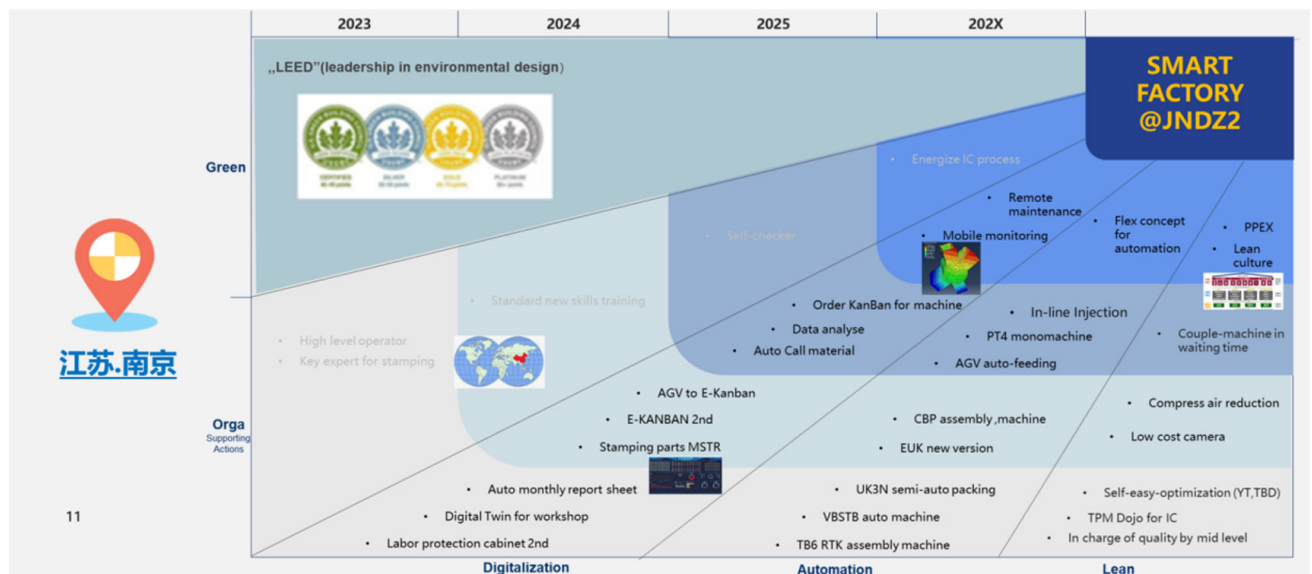 2023
2024
2025
202X
„LEED"(leadership in environmental design)
SMART
FACTORY
@JNDZ2
CERTIFIED
SILVER
GOLD
PLATINUM
Green
• Energize IC process
• Remote
maintenance
• Mobile monitoring
• Flex concept
for
automation
• PPEX
• Lean
culture
• Self-checker
• Standard new skills training
• Order KanBan for machine
• Data analyse
• Auto Call material
• In-line Injection
• PT4 monomachine
• AGV auto-feeding
• Couple-machine in
waiting time
• High level operator
• Key expert for stamping
江苏.南京
Orga
Supporting
Actions
• AGV to E-Kanban
• E-KANBAN 2nd
• Stamping parts MSTR
• CBP assembly ,machine
• EUK new version
• Compress air reduction
• Low cost camera
• Auto monthly report sheet
• Digital Twin for workshop
• Labor protection cabinet 2nd
• UK3N semi-auto packing
• VBSTB auto machine
• TB6 RTK assembly machine
• Self-easy-optimization (YT,TBD)
• TPM Dojo for IC
• In charge of quality by mid level
11
Digitalization
Automation
Lean